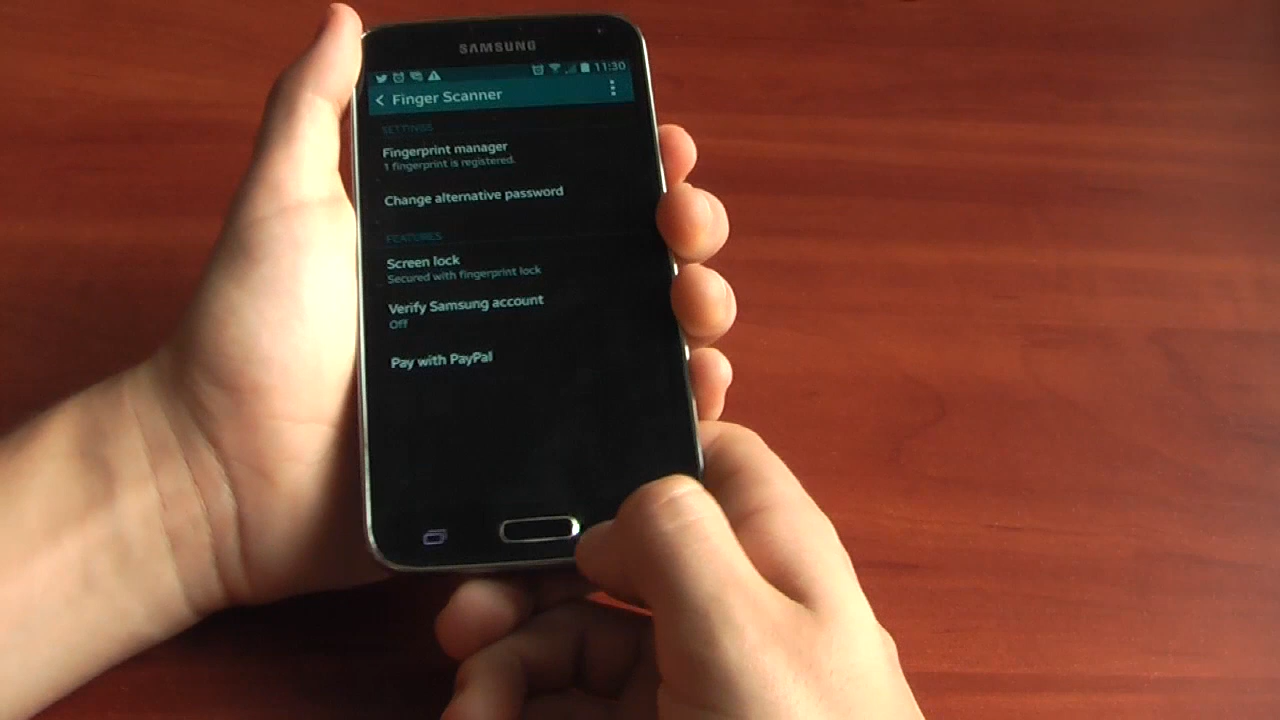 SAMSUNG
11:30
Finger Scanner
SETTINGS
Fingerprint manager
1 fingerprint is registered.
Change alternative password
FEATURES
Screen lock
Secured with fingerprint lock
Verify Samsung account
Off
Pay with PayPal